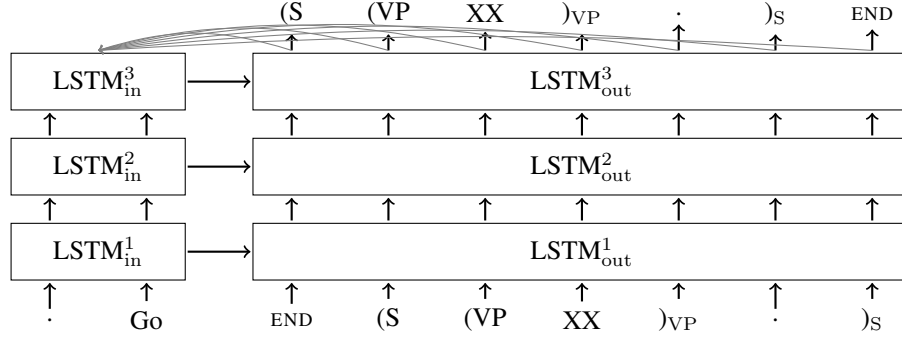 (S (VP XX )VP . )S END
LSTM³in LSTM³out
LSTM²in LSTM²out
LSTM¹in LSTM¹out
. Go END (S (VP XX )VP . )S